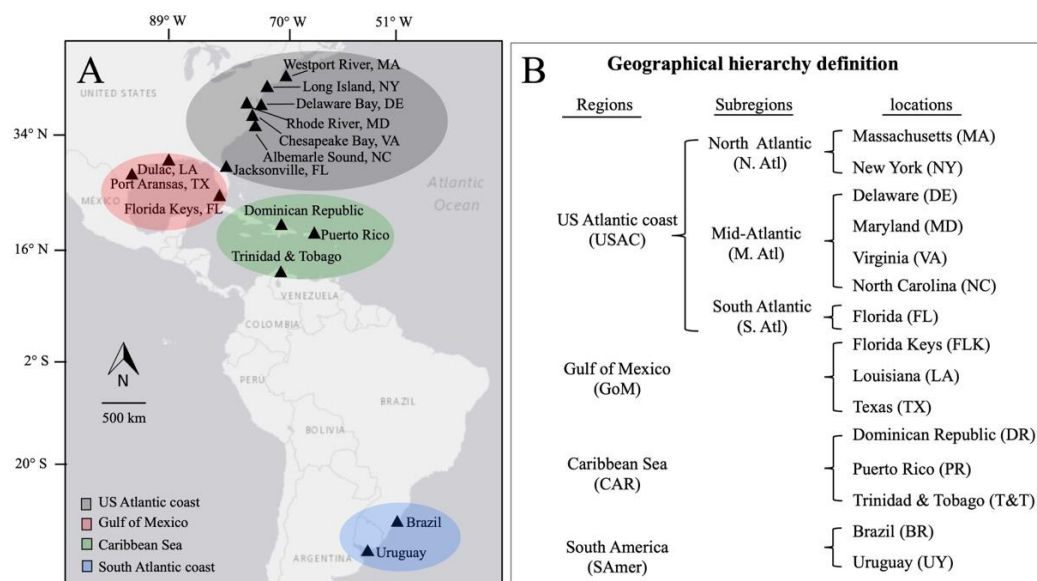 89° W
70° W
51° W
34° N
16° N
2° S
20° S
A
UNITED STATES
Westport River, MA
Long Island, NY
Delaware Bay, DE
Rhode River, MD
Chesapeake Bay, VA
Albemarle Sound, NC
Jacksonville, FL
Dulac, LA
Port Aransas, TX
MÉXICO
Florida Keys, FL
Atlantic
Ocean
Dominican Republic
Puerto Rico
Trinidad & Tobago
VENEZUELA
COLOMBIA
PERÚ
BRAZIL
BOLIVIA
N
500 km
US Atlantic coast
Gulf of Mexico
Caribbean Sea
South Atlantic coast
Brazil
Uruguay
ARGENTINA
B
Geographical hierarchy definition
Regions
Subregions
locations
US Atlantic coast
(USAC)
North Atlantic
(N. Atl)
Massachusetts (MA)
New York (NY)
Mid-Atlantic
(M. Atl)
Delaware (DE)
Maryland (MD)
Virginia (VA)
North Carolina (NC)
South Atlantic
(S. Atl)
Florida (FL)
Gulf of Mexico
(GoM)
Florida Keys (FLK)
Louisiana (LA)
Texas (TX)
Caribbean Sea
(CAR)
Dominican Republic (DR)
Puerto Rico (PR)
Trinidad & Tobago (T&T)
South America
(SAmer)
Brazil (BR)
Uruguay (UY)